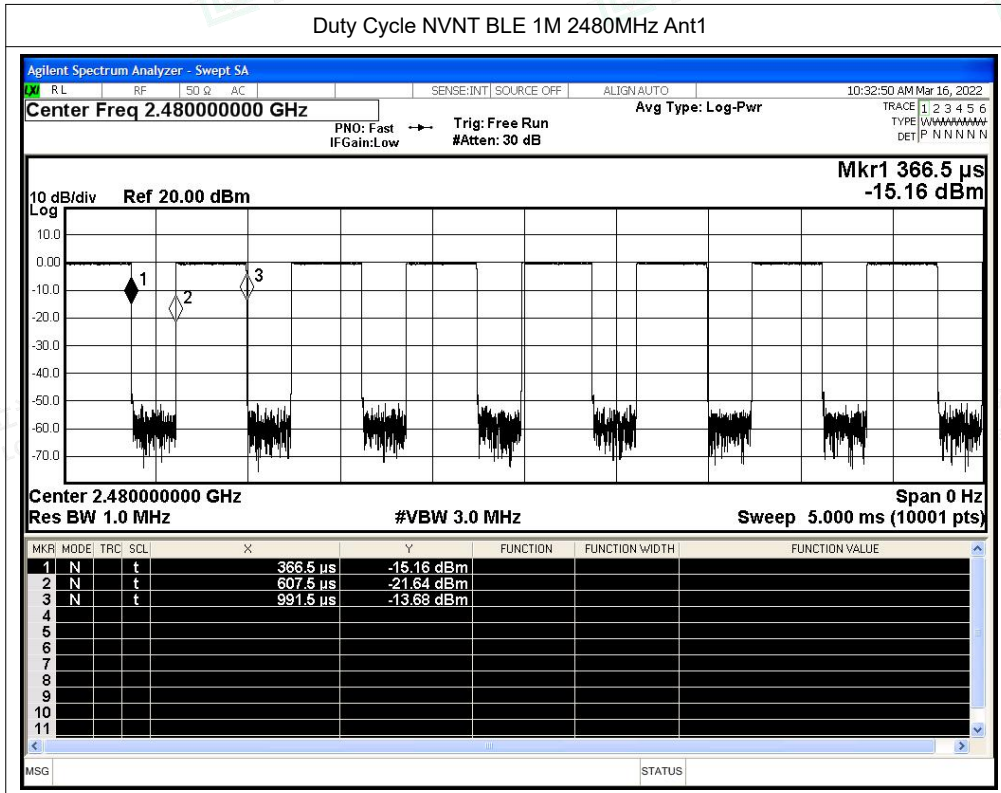 Duty Cycle NVNT BLE 1M 2480MHz Ant1
Agilent Spectrum Analyzer - Swept SA
LXI RL RF 50 Ω AC SENSE:INT SOURCE OFF ALIGN AUTO 10:32:50 AM Mar 16, 2022
Center Freq 2.480000000 GHz Avg Type: Log-Pwr TRACE 1 2 3 4 5 6
PNO: Fast Trig: Free Run TYPE WWWWWW
IFGain:Low #Atten: 30 dB DET P N N N N N
Mkr1 366.5 µs
10 dB/div Ref 20.00 dBm -15.16 dBm
Log
10.0
0.00
1 3
-10.0
2
-20.0
-30.0
-40.0
-50.0
-60.0
-70.0
Center 2.480000000 GHz Span 0 Hz
Res BW 1.0 MHz #VBW 3.0 MHz Sweep 5.000 ms (10001 pts)
MKR MODE TRC SCL X Y FUNCTION FUNCTION WIDTH FUNCTION VALUE
1 N t 366.5 µs -15.16 dBm
2 N t 607.5 µs -21.64 dBm
3 N t 991.5 µs -13.68 dBm
4
5
6
7
8
9
10
11
MSG STATUS